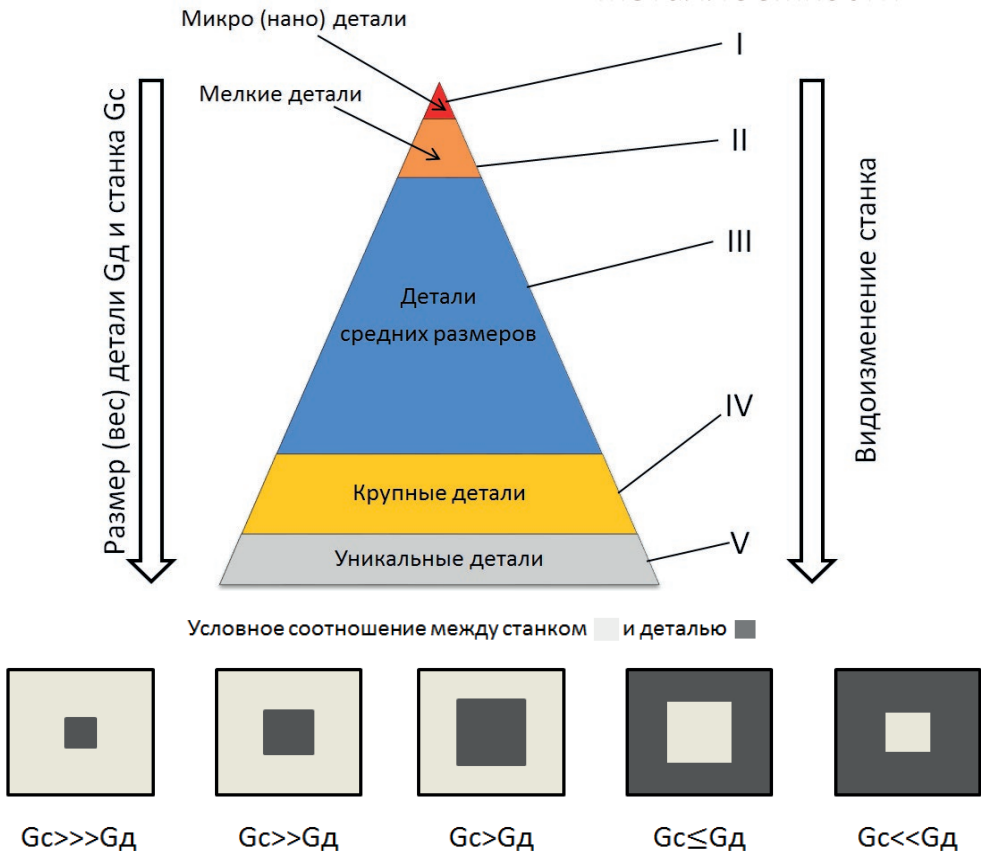 Микро (нано) детали
I
Мелкие детали
II
III
Детали
средних размеров
IV
Крупные детали
Уникальные детали
V
Размер (вес) детали Gд и станка Gс
Видоизменение станка
Условное соотношение между станком и деталью
Gс>>>Gд
Gс>>Gд
Gс>Gд
Gс≤Gд
Gс<<Gд